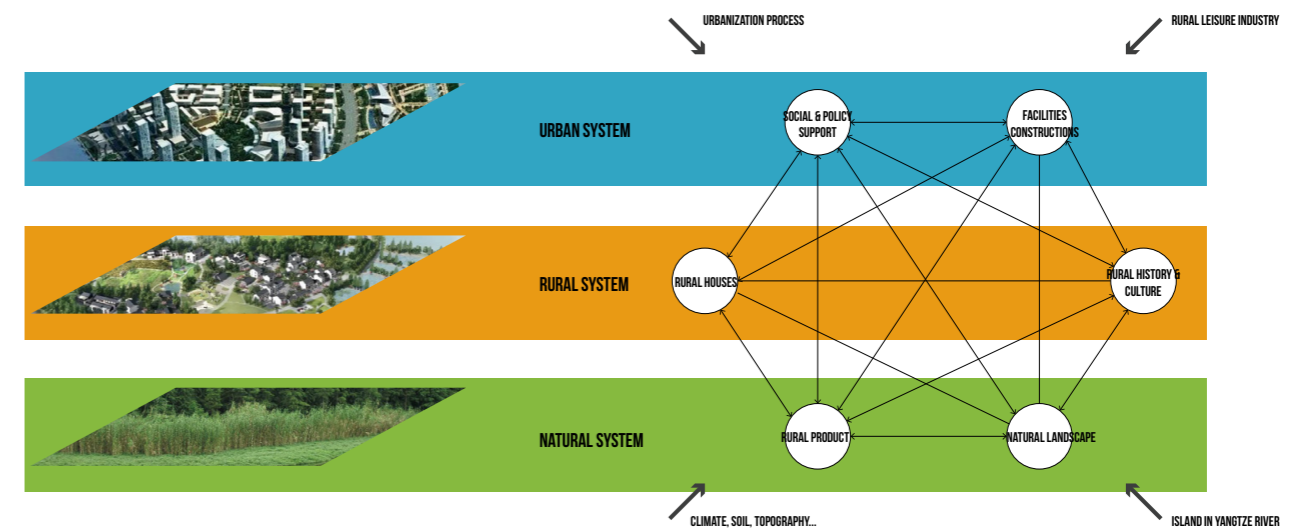 URBANIZATION PROCESS
RURAL LEISURE INDUSTRY
URBAN SYSTEM
SOCIAL & POLICY
SUPPORT
FACILITIES
CONSTRUCTIONS
RURAL SYSTEM
RURAL HOUSES
RURAL HISTORY &
CULTURE
NATURAL SYSTEM
RURAL PRODUCT
NATURAL LANDSCAPE
CLIMATE, SOIL, TOPOGRAPHY...
ISLAND IN YANGTZE RIVER